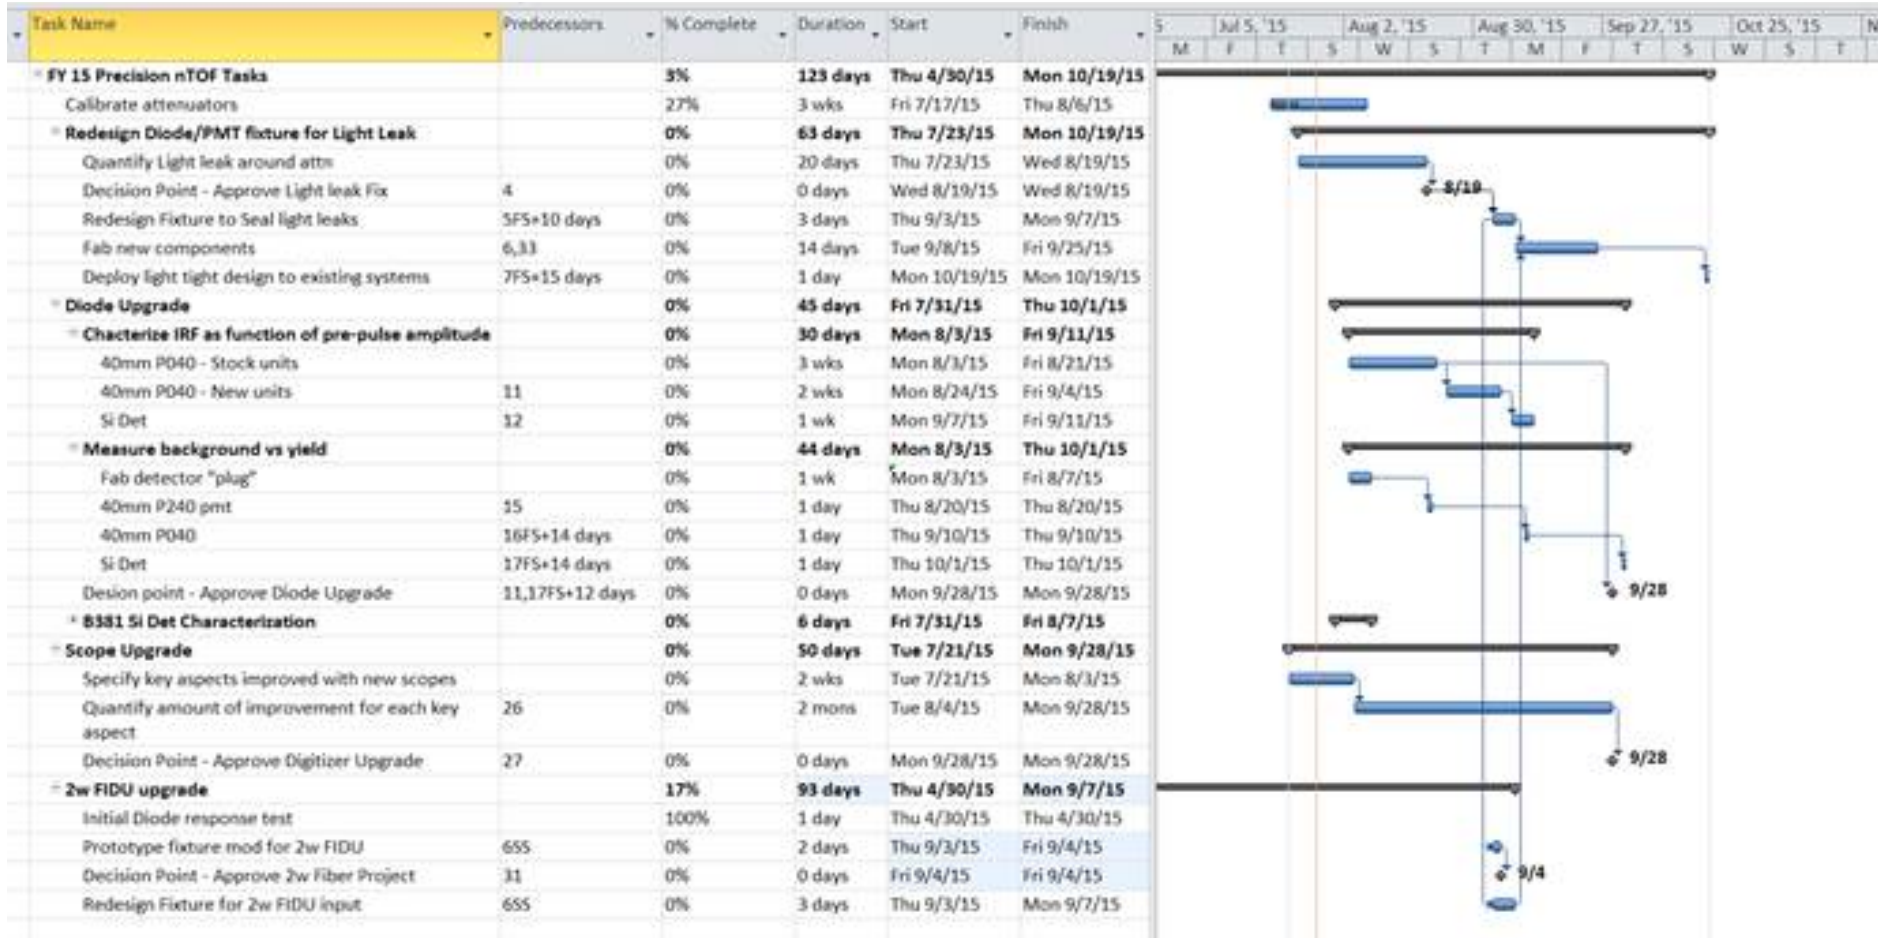 Task Name Predecessors % Complete Duration Start Finish 5 Jul 5, '15 Aug 2, '15 Aug 30, '15 Sep 27, '15 Oct 25, '15 N
M F T S W S T M F T S W S T
FY 15 Precision nTOF Tasks 3% 123 days Thu 4/30/15 Mon 10/19/15
Calibrate attenuators 27% 3 wks Fri 7/17/15 Thu 8/6/15
Redesign Diode/PMT fixture for Light Leak 0% 63 days Thu 7/23/15 Mon 10/19/15
Quantify Light leak around attn 0% 20 days Thu 7/23/15 Wed 8/19/15
Decision Point - Approve Light leak Fix 4 0% 0 days Wed 8/19/15 Wed 8/19/15 8/19
Redesign Fixture to Seal light leaks 5FS+10 days 0% 3 days Thu 9/3/15 Mon 9/7/15
Fab new components 6,33 0% 14 days Tue 9/8/15 Fri 9/25/15
Deploy light tight design to existing systems 7FS+15 days 0% 1 day Mon 10/19/15 Mon 10/19/15
Diode Upgrade 0% 45 days Fri 7/31/15 Thu 10/1/15
Chacterize IRF as function of pre-pulse amplitude 0% 30 days Mon 8/3/15 Fri 9/11/15
40mm P040 - Stock units 0% 3 wks Mon 8/3/15 Fri 8/21/15
40mm P040 - New units 11 0% 2 wks Mon 8/24/15 Fri 9/4/15
Si Det 12 0% 1 wk Mon 9/7/15 Fri 9/11/15
Measure background vs yield 0% 44 days Mon 8/3/15 Thu 10/1/15
Fab detector "plug" 0% 1 wk Mon 8/3/15 Fri 8/7/15
40mm P240 pmt 15 0% 1 day Thu 8/20/15 Thu 8/20/15
40mm P040 16FS+14 days 0% 1 day Thu 9/10/15 Thu 9/10/15
Si Det 17FS+14 days 0% 1 day Thu 10/1/15 Thu 10/1/15
Desion point - Approve Diode Upgrade 11,17FS+12 days 0% 0 days Mon 9/28/15 Mon 9/28/15 9/28
B381 Si Det Characterization 0% 6 days Fri 7/31/15 Fri 8/7/15
Scope Upgrade 0% 50 days Tue 7/21/15 Mon 9/28/15
Specify key aspects improved with new scopes 0% 2 wks Tue 7/21/15 Mon 8/3/15
Quantify amount of improvement for each key 26 0% 2 mons Tue 8/4/15 Mon 9/28/15
aspect
Decision Point - Approve Digitizer Upgrade 27 0% 0 days Mon 9/28/15 Mon 9/28/15 9/28
2w FIDU upgrade 17% 93 days Thu 4/30/15 Mon 9/7/15
Initial Diode response test 100% 1 day Thu 4/30/15 Thu 4/30/15
Prototype fixture mod for 2w FIDU 6SS 0% 2 days Thu 9/3/15 Fri 9/4/15
Decision Point - Approve 2w Fiber Project 31 0% 0 days Fri 9/4/15 Fri 9/4/15 9/4
Redesign Fixture for 2w FIDU input 6SS 0% 3 days Thu 9/3/15 Mon 9/7/15